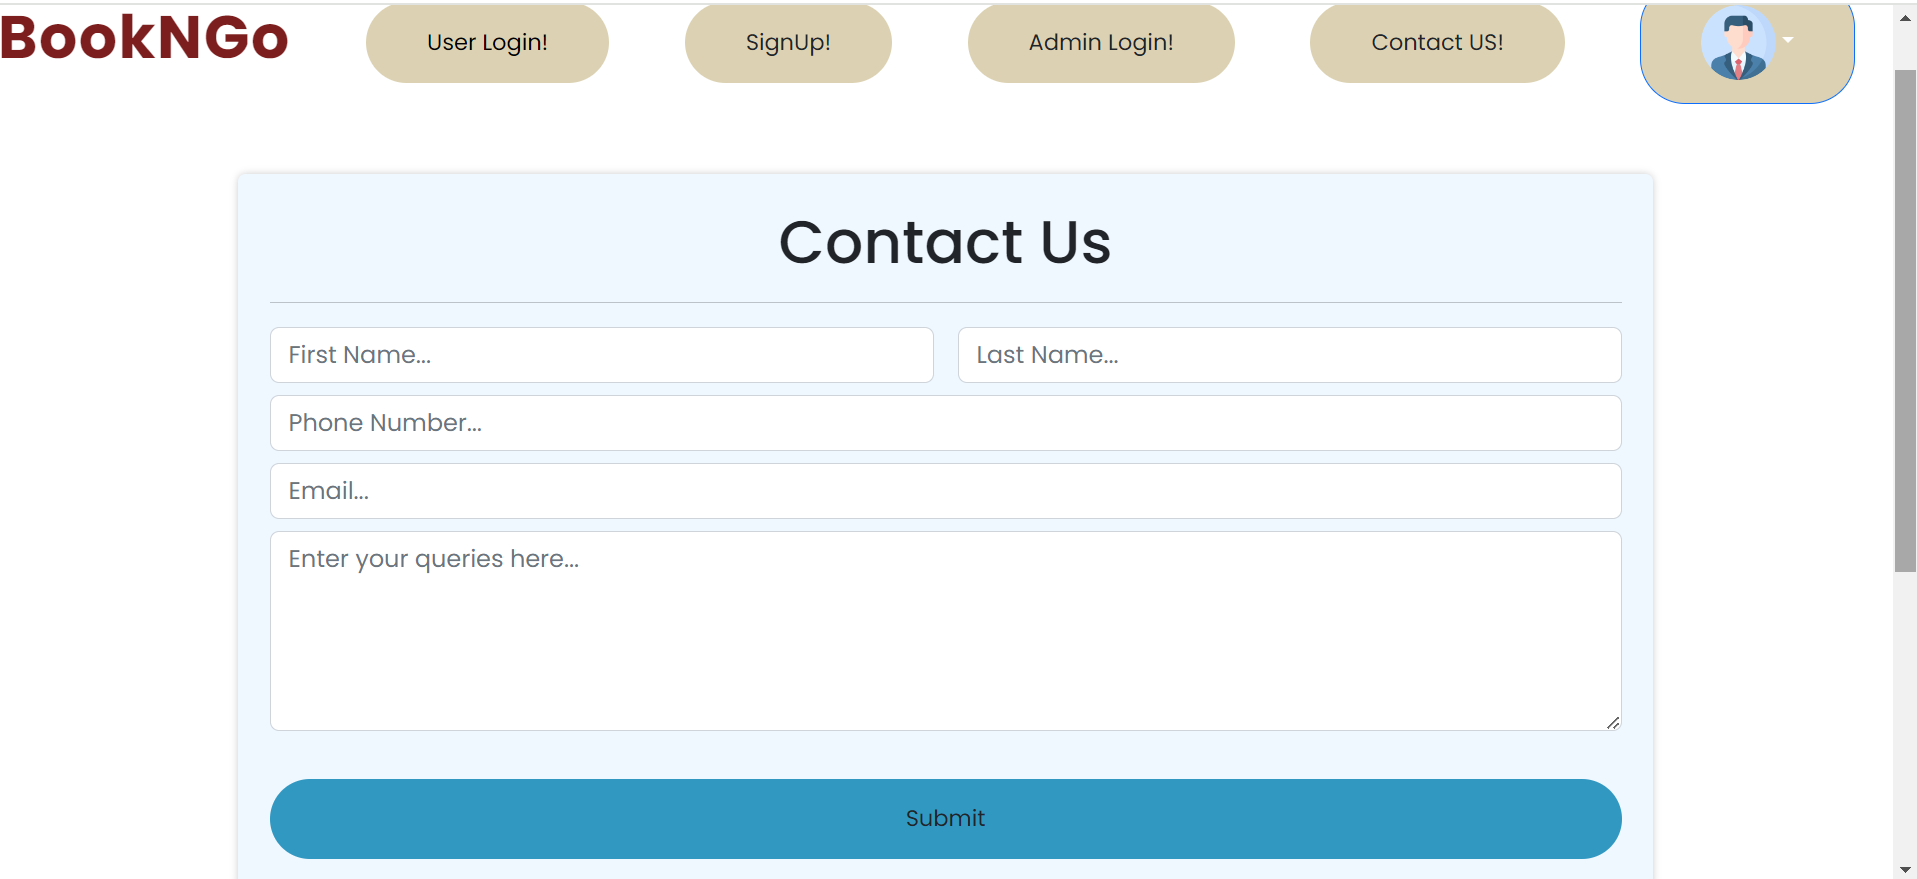 BookNGo
User Login!
SignUp!
Admin Login!
Contact US!
Contact Us
First Name...
Last Name...
Phone Number...
Email...
Enter your queries here...
Submit